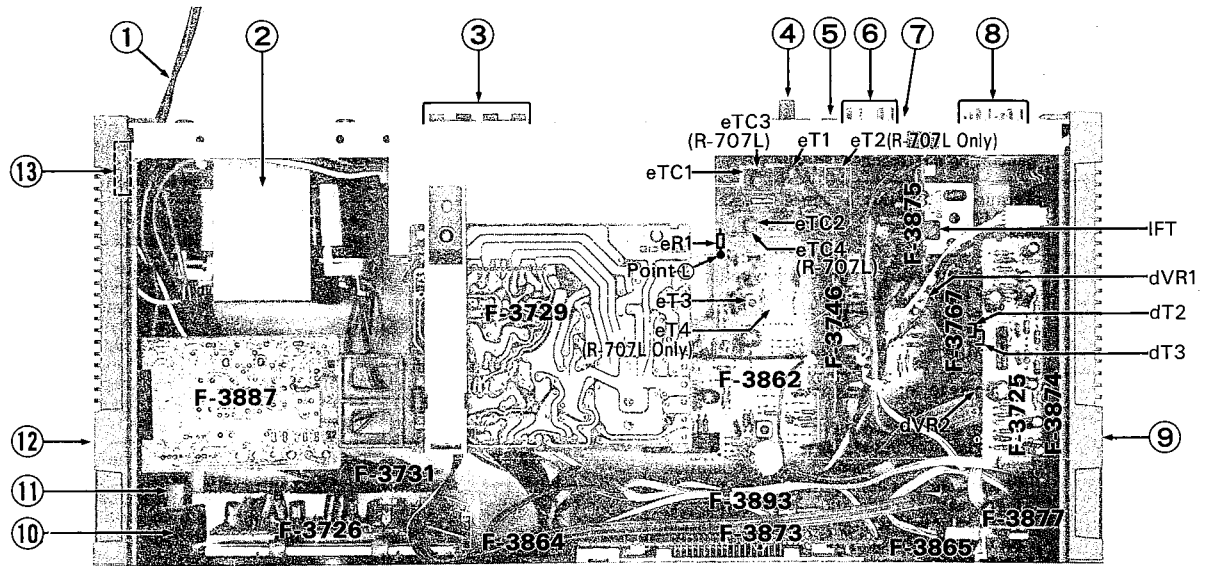 ① ② ③ ④ ⑤ ⑥ ⑦ ⑧
eTC3
(R-707L)
eT1
eT2(R-707L Only)
⑬
eTC1
F-3875
eTC2
IFT
eR1
eTC4
(R-707L)
Point Ⓛ
dVR1
F-3729
eT3
F-3746
F-3767
dT2
eT4
(R-707L Only)
dT3
F-3862
F-3887
F-3725
F-3874
dVR2
⑫
⑨
F-3731
⑪
F-3893
F-3726
F-3873
F-3877
⑩
F-3864
F-3865